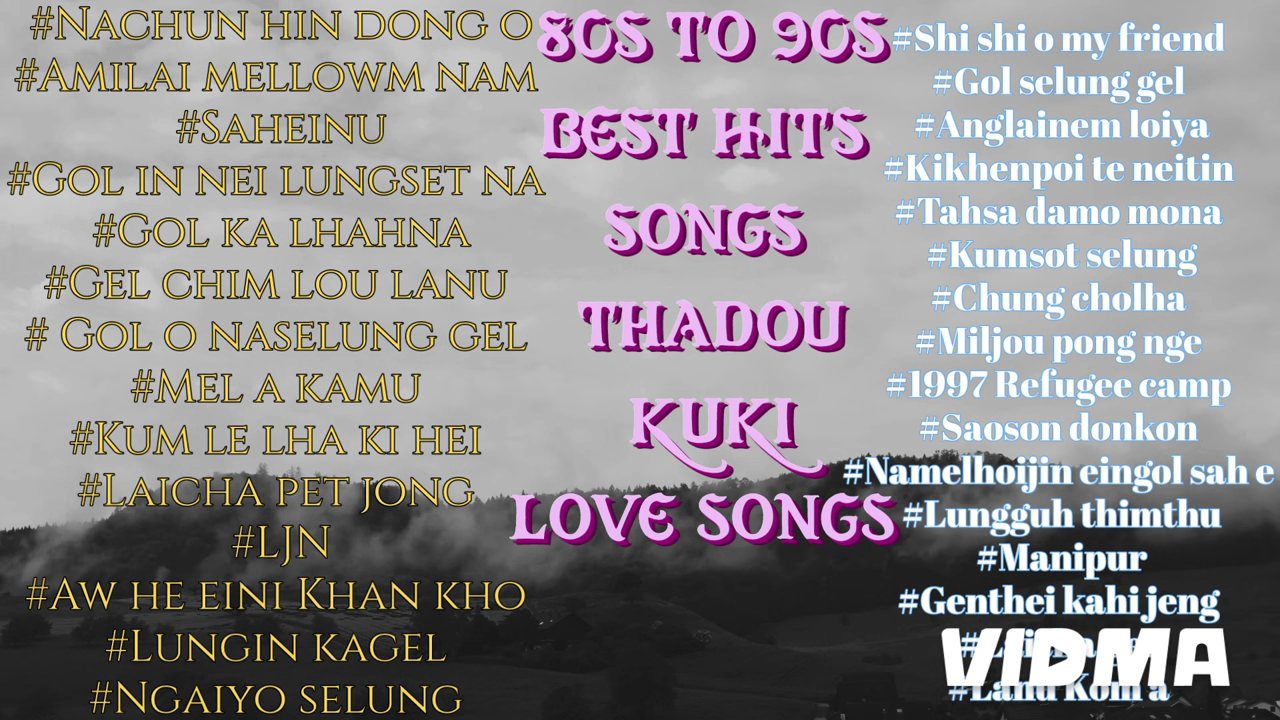 #Nachun hin dong o
#Amilai mellowm nam
#Saheinu
#Gol in nei lungset na
#Gol ka lhahna
#Gel chim lou lanu
# Gol o naselung gel
#Mel a kamu
#Kum le lha ki hei
#Laicha pet jong
#LJN
#Aw he eini Khan kho
#Lungin kagel
#Ngaiyo selung
80s to 90s
Best Hits
Songs
Thadou
Kuki
Love Songs
#Shi shi o my friend
#Gol selung gel
#Anglainem loiya
#Kikhenpoi te neitin
#Tahsa damo mona
#Kumsot selung
#Chung cholha
#Miljou pong nge
#1997 Refugee camp
#Saoson donkon
#Namelhoijin eingol sah e
#Lungguh thimthu
#Manipur
#Genthei kahi jeng
#Lanu Kom a
VIDMA